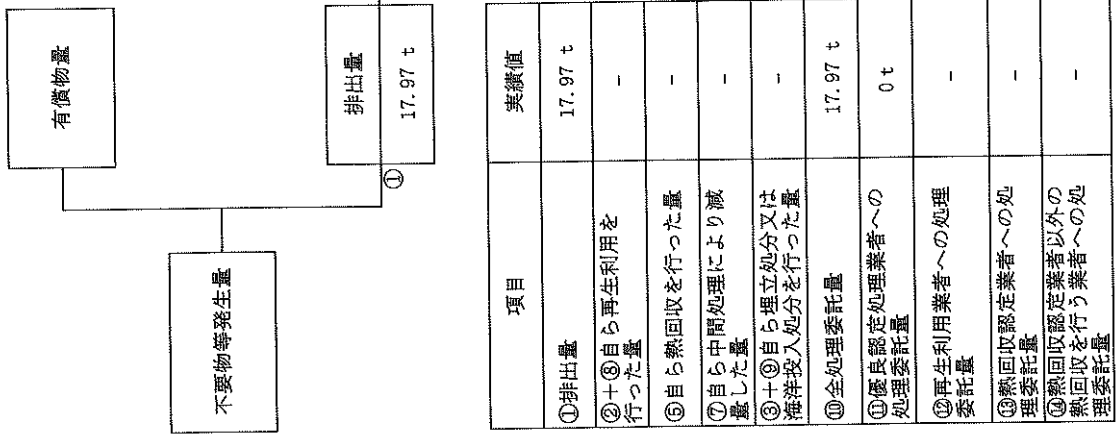 有償物量
不要物等発生量
排出量
①
17.97 t
項目
実績値
①排出量
17.97 t
②+⑧自ら再生利用を
行った量
-
⑤自ら熱回収を行った量
-
⑦自ら中間処理により減
量した量
-
③+⑨自ら埋立処分又は
海洋投入処分を行った量
-
⑩全処理委託量
17.97 t
⑪優良認定処理業者への
処理委託量
0 t
⑫再生利用業者への処理
委託量
-
⑬熱回収認定業者への処
理委託量
-
⑭熱回収認定業者以外の
熱回収を行う業者への処
理委託量
-